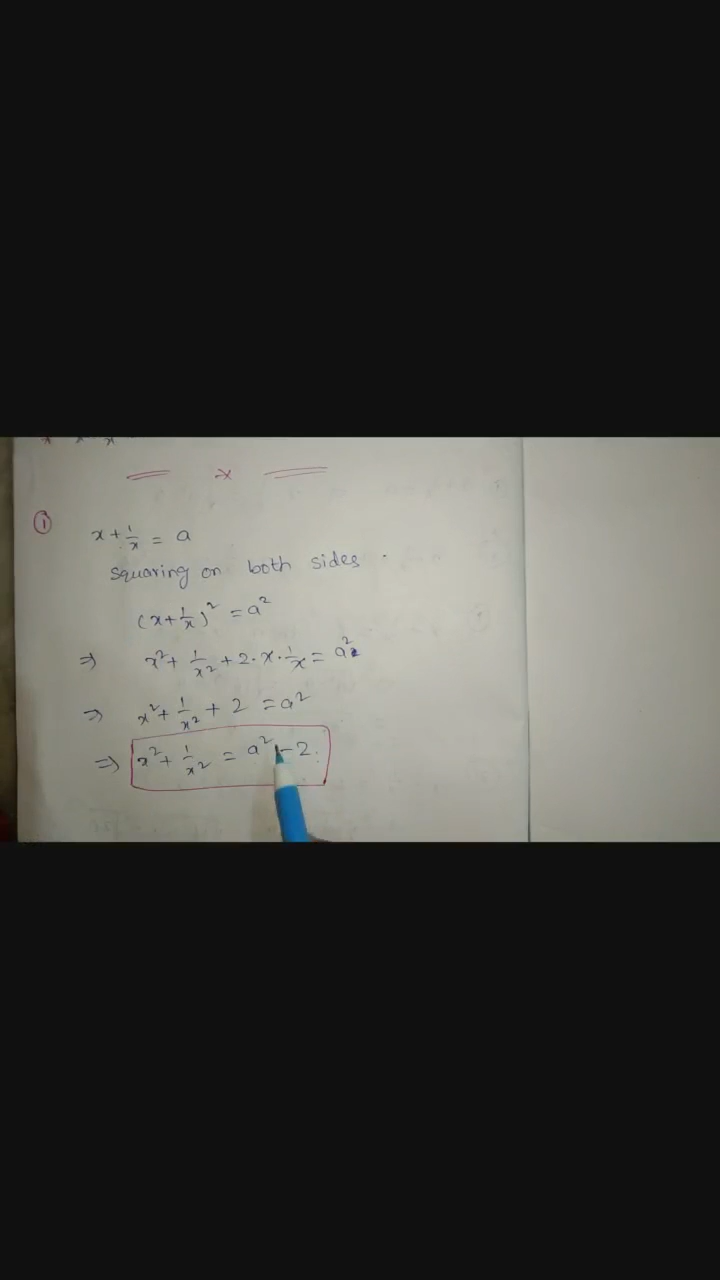 ①
x + 1/x = a
Squaring on both sides .
(x + 1/x)² = a²
⇒ x² + 1/x² + 2 · x · 1/x = a²
⇒ x² + 1/x² + 2 = a²
⇒ x² + 1/x² = a² - 2